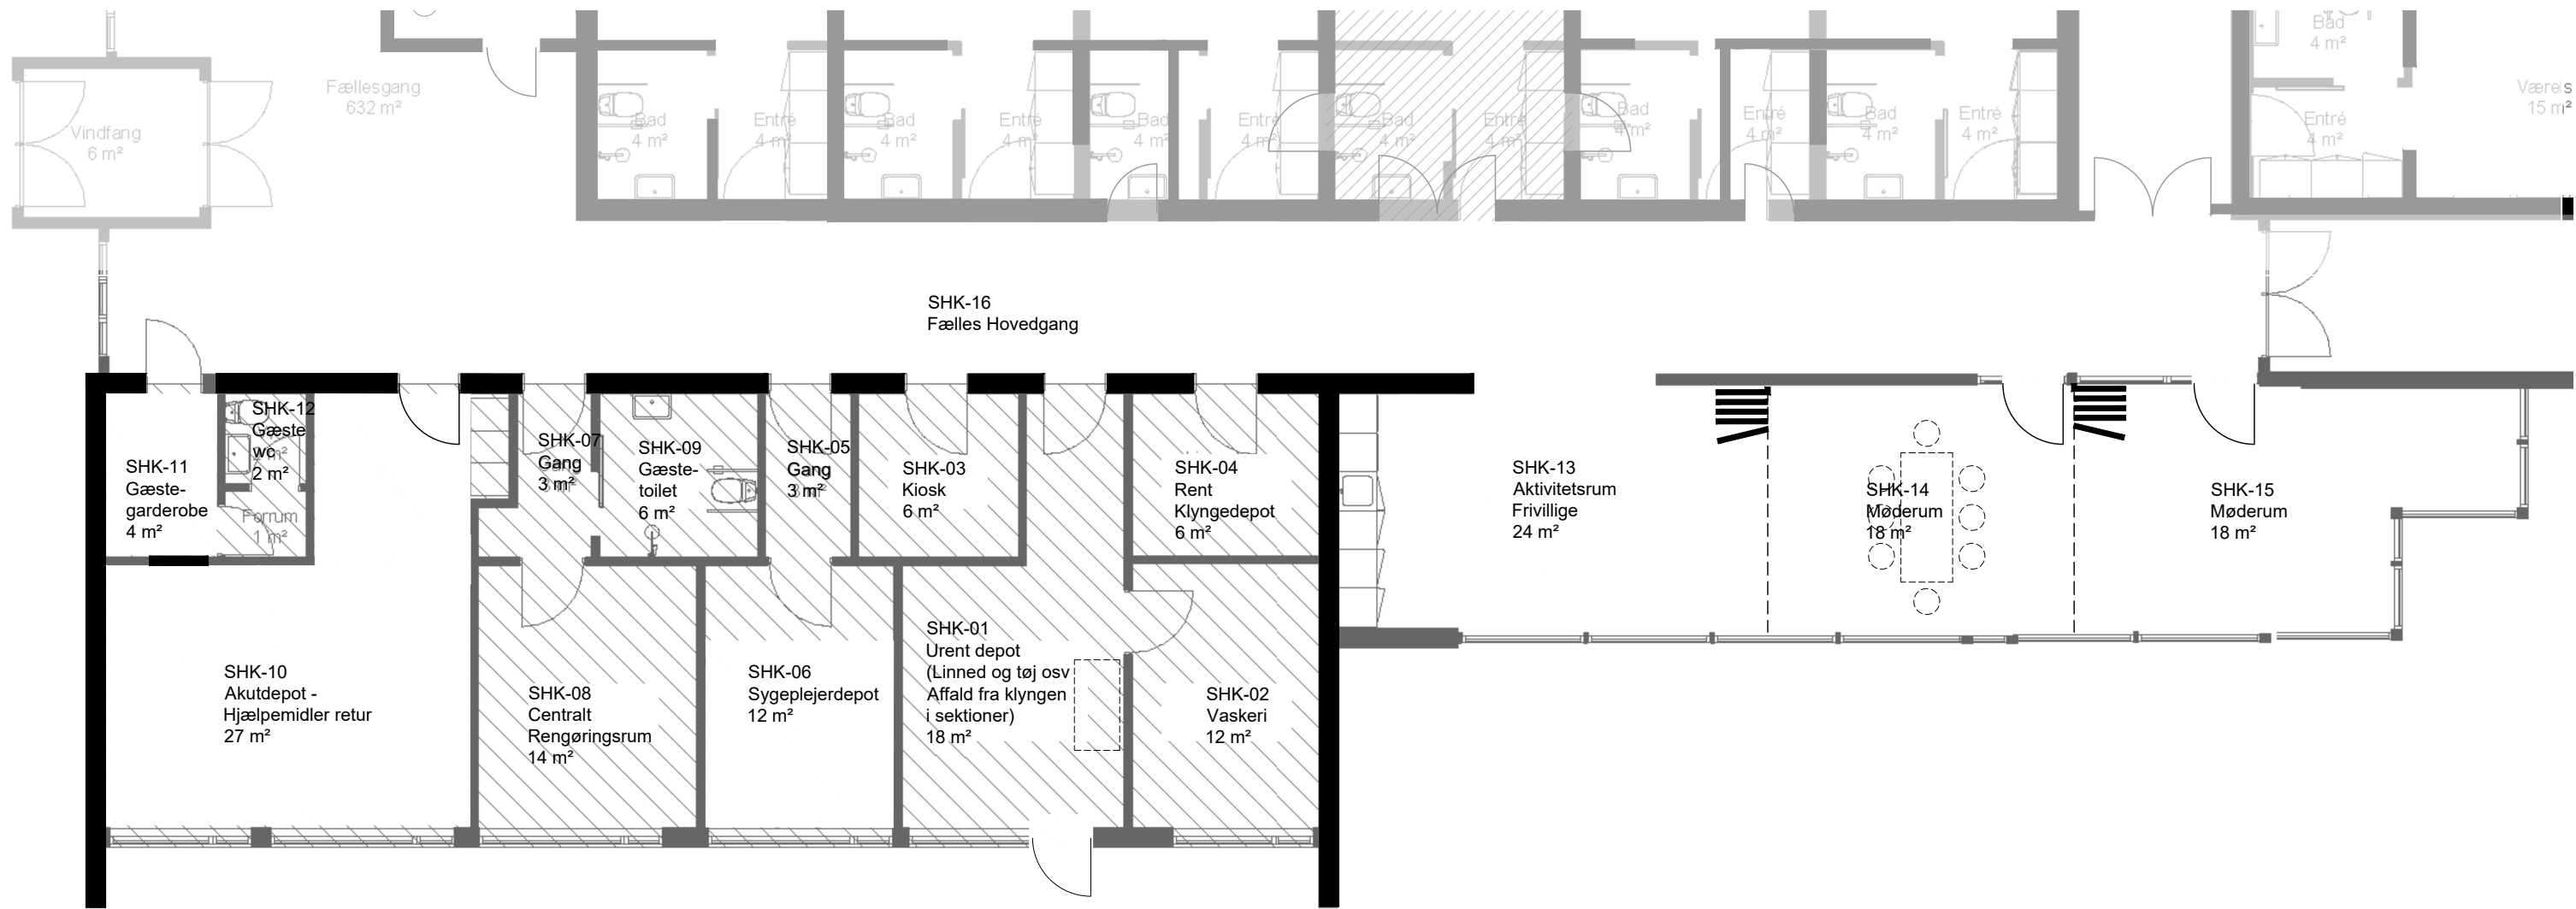 Bad
4 m²
Fællesgang
632 m²
Værels
15 m²
Vindfang
6 m²
Bad
4 m²
Entré
4 m²
Bad
4 m²
Entré
4 m²
Bad
4 m²
Entré
4 m²
Bad
4 m²
Entré
4 m²
Bad
4 m²
Entré
4 m²
Bad
4 m²
Entré
4 m²
Entré
4 m²
SHK-16
Fælles Hovedgang
SHK-12
Gæste
wc
2 m²
SHK-11
Gæste-
garderobe
4 m²
Forrum
1 m²
SHK-07
Gang
3 m²
SHK-09
Gæste-
toilet
6 m²
SHK-05
Gang
3 m²
SHK-03
Kiosk
6 m²
SHK-04
Rent
Klyngedepot
6 m²
SHK-13
Aktivitetsrum
Frivillige
24 m²
SHK-14
Møderum
18 m²
SHK-15
Møderum
18 m²
SHK-10
Akutdepot -
Hjælpemidler retur
27 m²
SHK-08
Centralt
Rengøringsrum
14 m²
SHK-06
Sygeplejerdepot
12 m²
SHK-01
Urent depot
(Linned og tøj osv
Affald fra klyngen
i sektioner)
18 m²
SHK-02
Vaskeri
12 m²